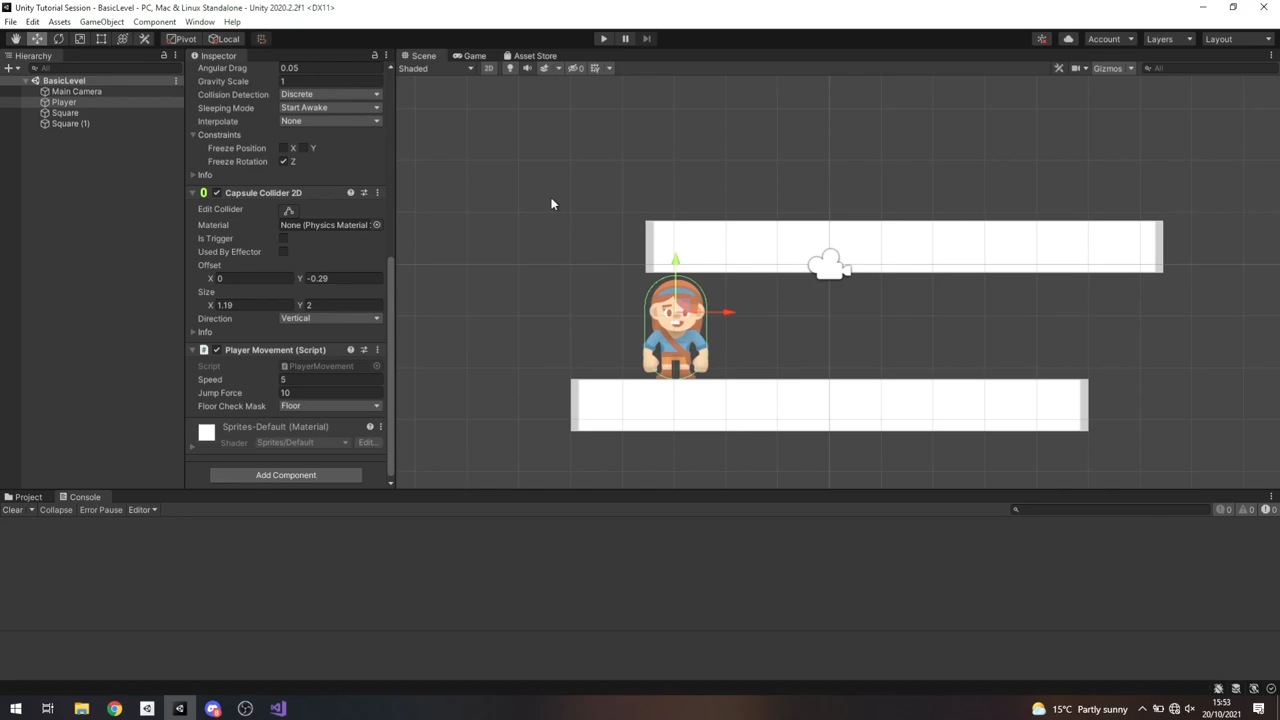 Unity Tutorial Session - BasicLevel - PC, Mac & Linux Standalone - Unity 2020.2.2f1 <DX11>
File Edit Assets GameObject Component Window Help
Pivot Local Account Layers Layout
Hierarchy Inspector Scene Game Asset Store
All
BasicLevel
Main Camera
Player
Square
Square (1)
Angular Drag 0.05
Gravity Scale 1
Collision Detection Discrete
Sleeping Mode Start Awake
Interpolate None
Constraints
Freeze Position X Y
Freeze Rotation Z
Info
Capsule Collider 2D
Edit Collider
Material None (Physics Material :
Is Trigger
Used By Effector
Offset
X 0 Y -0.29
Size
X 1.19 Y 2
Direction Vertical
Info
# Player Movement (Script)
Script PlayerMovement
Speed 5
Jump Force 10
Floor Check Mask Floor
Sprites-Default (Material)
Shader Sprites/Default Edit...
Add Component
Shaded 2D 0 Gizmos All
Project Console
Clear Collapse Error Pause Editor 0 0 0
15°C Partly sunny
15:53
20/10/2021